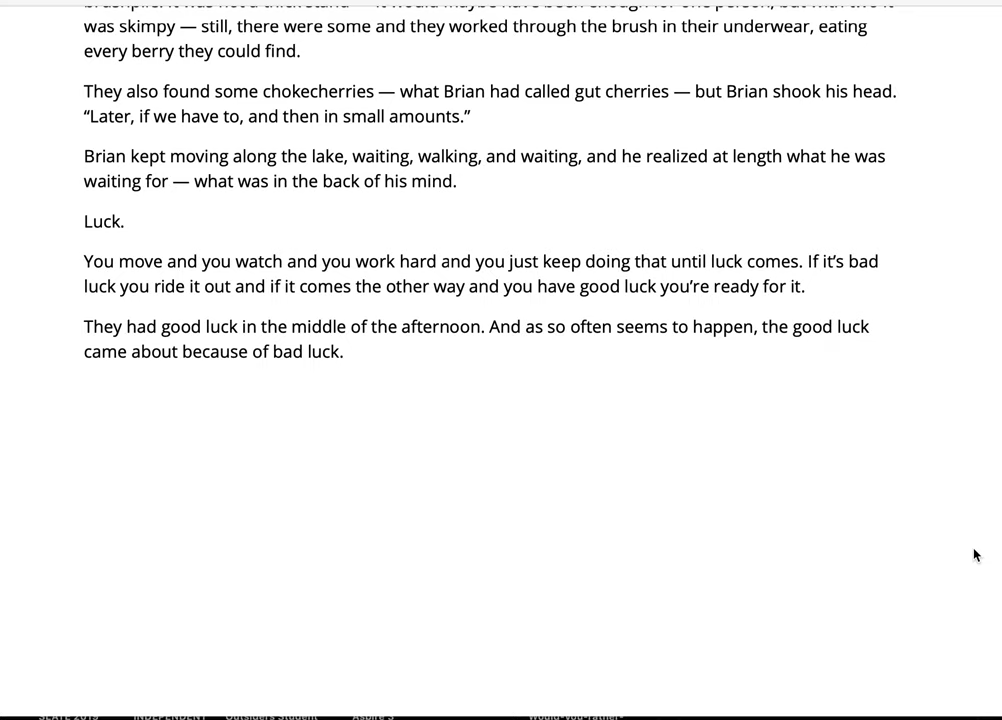 was skimpy — still, there were some and they worked through the brush in their underwear, eating
every berry they could find.
They also found some chokecherries — what Brian had called gut cherries — but Brian shook his head.
“Later, if we have to, and then in small amounts.”
Brian kept moving along the lake, waiting, walking, and waiting, and he realized at length what he was
waiting for — what was in the back of his mind.
Luck.
You move and you watch and you work hard and you just keep doing that until luck comes. If it’s bad
luck you ride it out and if it comes the other way and you have good luck you’re ready for it.
They had good luck in the middle of the afternoon. And as so often seems to happen, the good luck
came about because of bad luck.